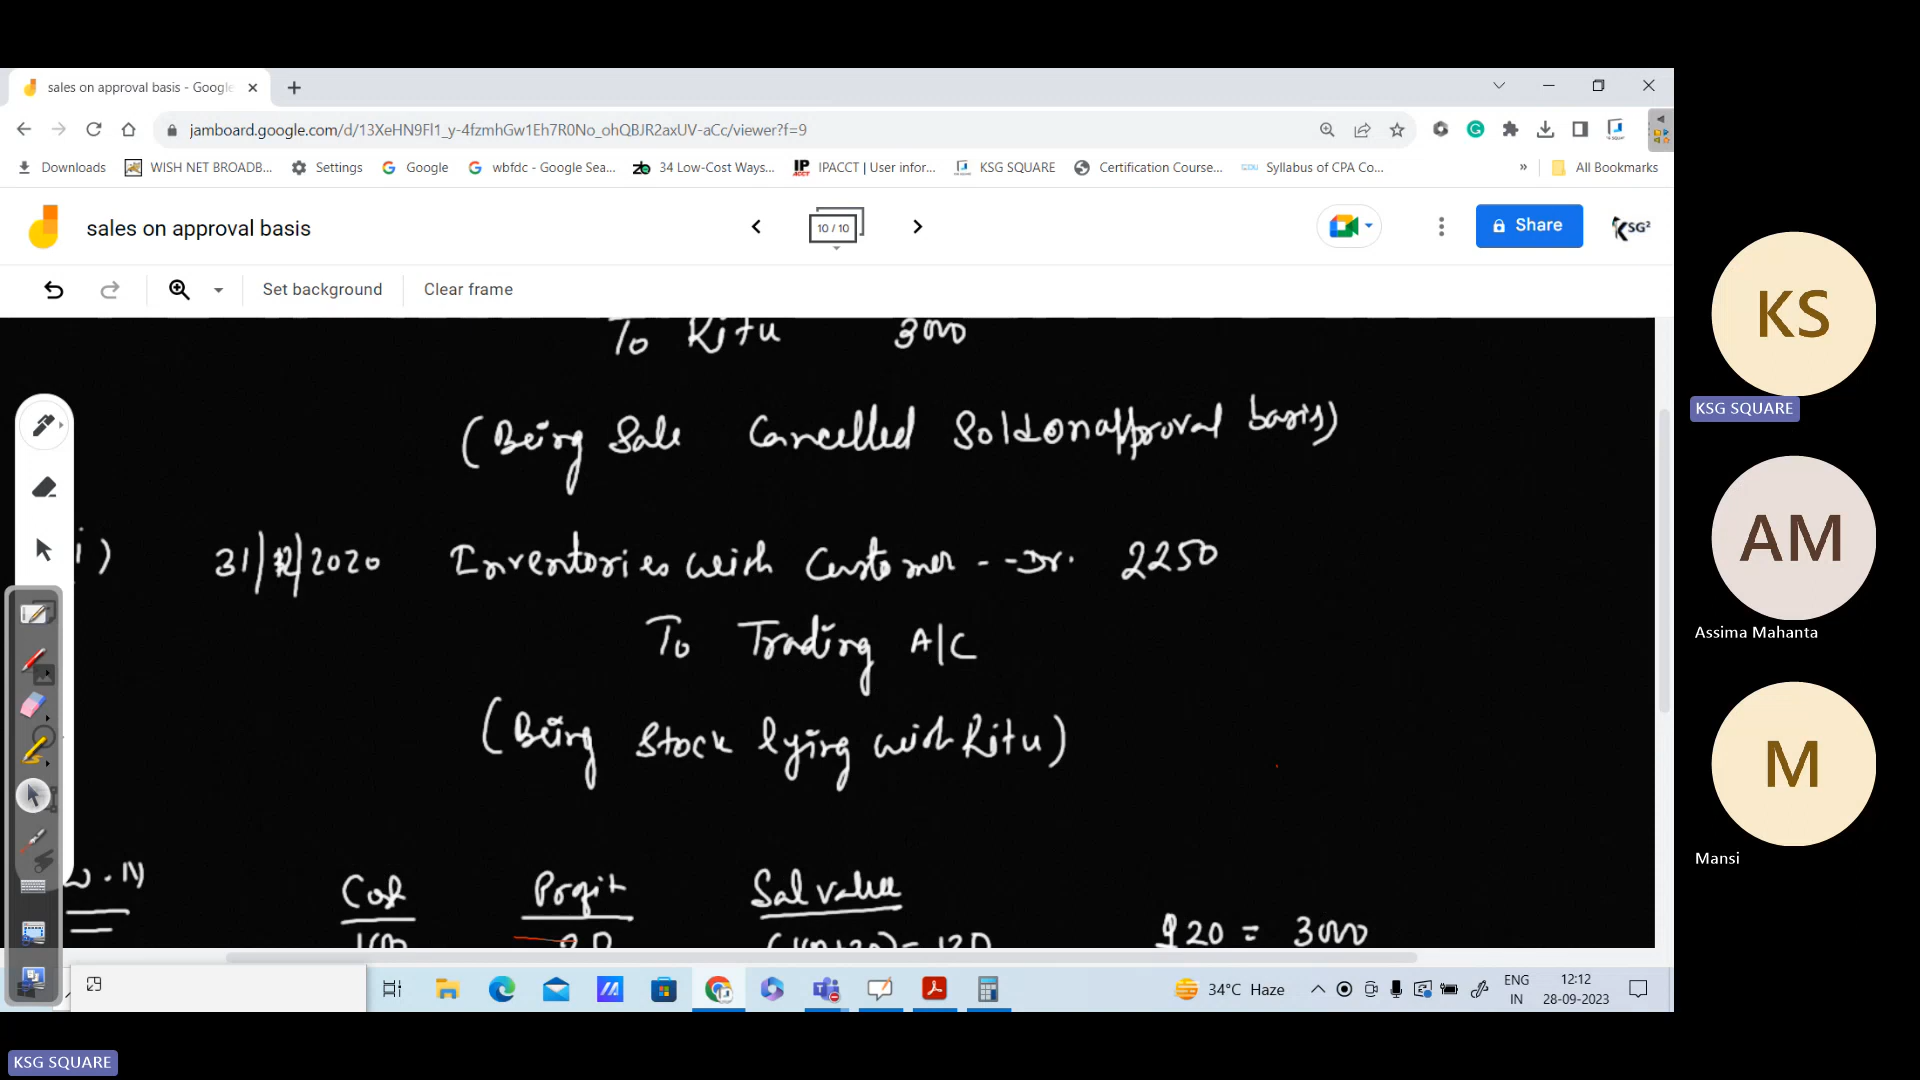 sales on approval basis - Google
jamboard.google.com/d/13XeHN9Fl1_y-4fzmhGw1Eh7R0No_ohQBJR2axUV-aCc/viewer?f=9
Downloads WISH NET BROADB... Settings Google wbfdc - Google Sea... 34 Low-Cost Ways... IPACCT | User infor... KSG SQUARE Certification Course... Syllabus of CPA Co... » All Bookmarks
sales on approval basis 10 / 10 Share KSG²
Set background Clear frame
To Ritu 3000
(Being Sale Cancelled Sold on approval basis)
i) 31/12/2020 Inventories with Customer - - Dr. 2250
To Trading A/C
(Being Stock lying with Ritu)
W.N Cost Profit Sal value
120 = 3000
34°C Haze ENG IN 12:12 28-09-2023
KS
KSG SQUARE
AM
Assima Mahanta
M
Mansi
KSG SQUARE